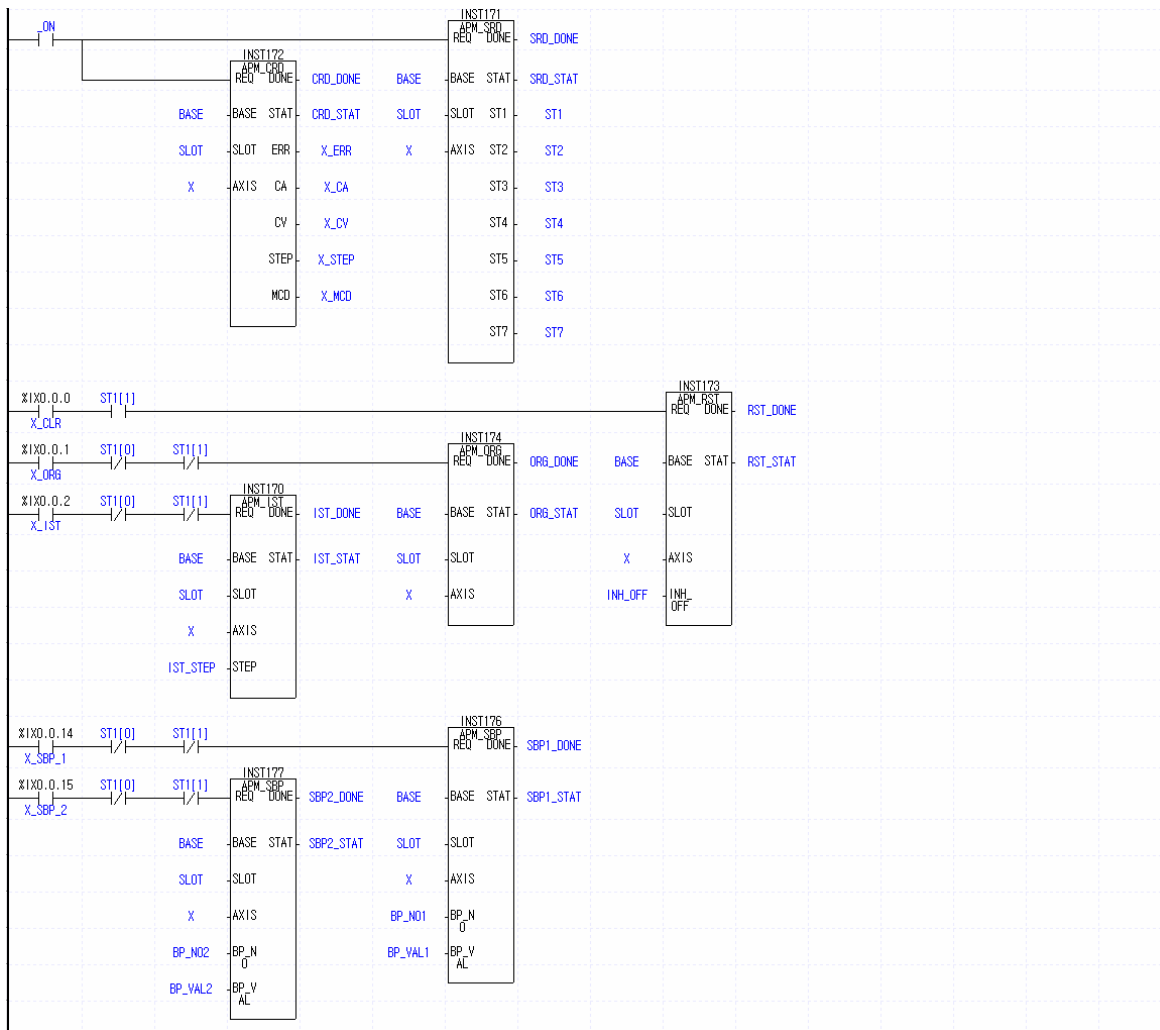 INST171
_ON APM_SRD
REQ DONE SRD_DONE
INST172
APM_CRD
REQ DONE CRD_DONE BASE BASE STAT SRD_STAT
BASE BASE STAT CRD_STAT SLOT SLOT ST1 ST1
SLOT SLOT ERR X_ERR X AXIS ST2 ST2
X AXIS CA X_CA ST3 ST3
CV X_CV ST4 ST4
STEP X_STEP ST5 ST5
MCD X_MCD ST6 ST6
ST7 ST7
INST173
%IX0.0.0 ST1[1] APM_RST
REQ DONE RST_DONE
X_CLR
INST174
%IX0.0.1 ST1[0] ST1[1] APM_ORG
REQ DONE ORG_DONE BASE BASE STAT RST_STAT
X_ORG
INST170
%IX0.0.2 ST1[0] ST1[1] APM_IST
REQ DONE IST_DONE BASE BASE STAT ORG_STAT SLOT SLOT
X_IST
BASE BASE STAT IST_STAT SLOT SLOT X AXIS
SLOT SLOT X AXIS INH_OFF INH_
OFF
X AXIS
IST_STEP STEP
INST176
%IX0.0.14 ST1[0] ST1[1] APM_SBP
REQ DONE SBP1_DONE
X_SBP_1
INST177
%IX0.0.15 ST1[0] ST1[1] APM_SBP
REQ DONE SBP2_DONE BASE BASE STAT SBP1_STAT
X_SBP_2
BASE BASE STAT SBP2_STAT SLOT SLOT
SLOT SLOT X AXIS
X AXIS BP_NO1 BP_N
O
BP_NO2 BP_N BP_VAL1 BP_V
O AL
BP_VAL2 BP_V
AL